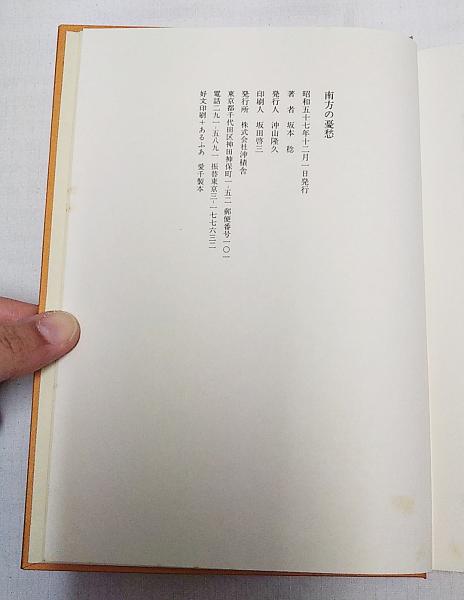 南方の憂愁
昭和五十七年十二月一日発行
著者 坂本稔
発行人 沖山隆久
印刷人 坂田啓三
発行所 株式会社沖積舎
東京都千代田区神田神保町一-五二 郵便番号一〇一
電話二九一-五八九一 振替東京三-一七七六三二
好文印刷+あるふあ 愛千製本